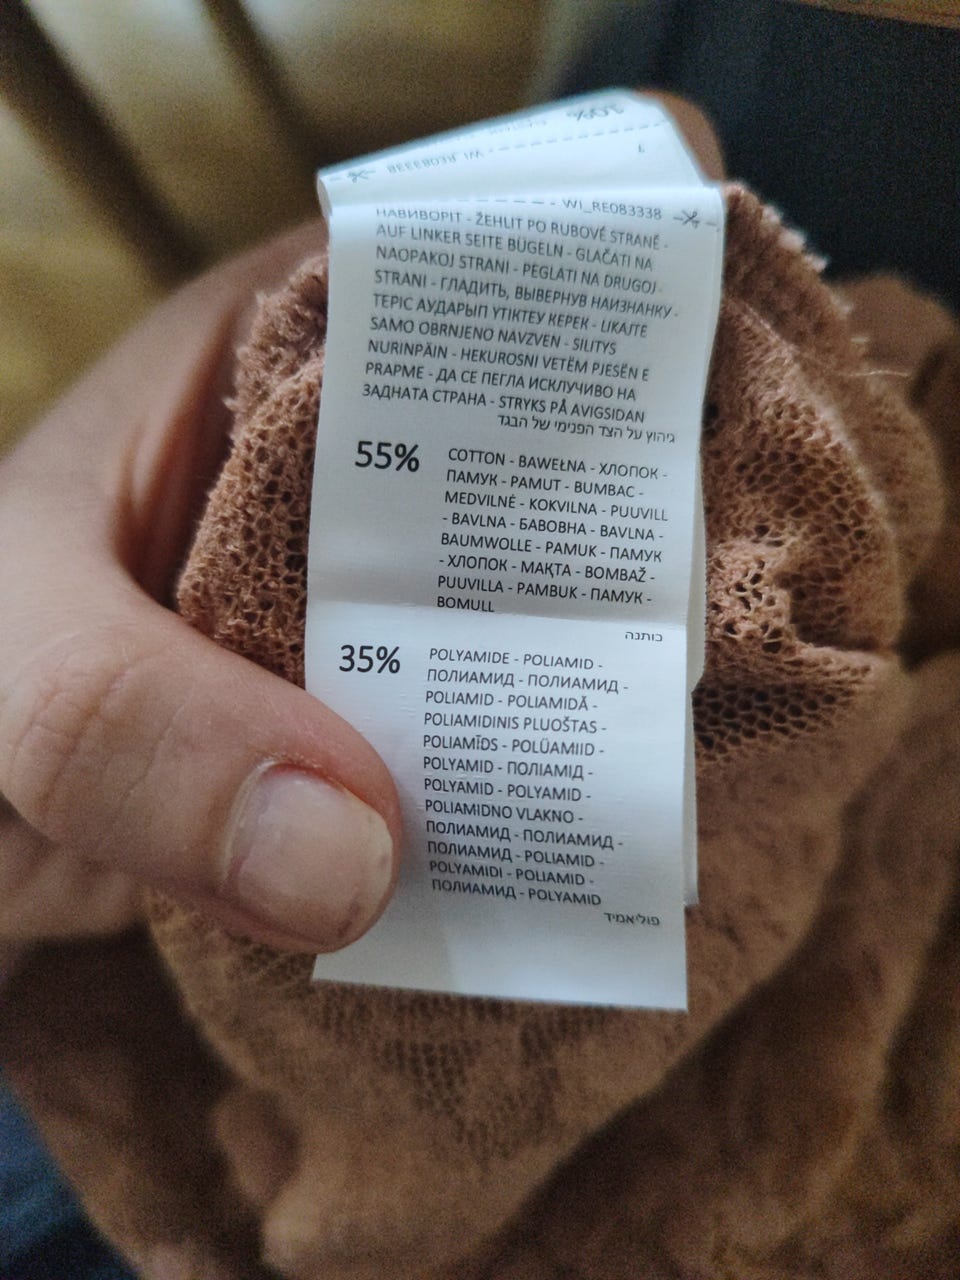 10%
WI_RE083338
WI_RE083338
НАВИВОРІТ - ŽEHLIT PO RUBOVÉ STRANĚ -
AUF LINKER SEITE BÜGELN - GLAČATI NA
NAOPAKOJ STRANI - PEGLATI NA DRUGOJ
STRANI - ГЛАДИТЬ, ВЫВЕРНУВ НАИЗНАНКУ -
ТЕРІС АУДАРЫП ҮТІКТЕУ КЕРЕК - LIKAJTE
SAMO OBRNJENO NAVZVEN - SILITYS
NURINPÄIN - HEKUROSNI VETËM PJESËN E
PRAPME - ДА СЕ ПЕГЛА ИСКЛУЧИВО НА
ЗАДНАТА СТРАНА - STRYKS PÅ AVIGSIDAN
גיהוץ על הצד הפנימי של הבגד
55% COTTON - BAWEŁNA - ХЛОПОК -
ПАМУК - PAMUT - BUMBAC -
MEDVILNĖ - KOKVILNA - PUUVILL
- BAVLNA - БАВОВНА - BAVLNA -
BAUMWOLLE - PAMUK - ПАМУК
- ХЛОПОК - МАҚТА - BOMBAŽ -
PUUVILLA - PAMBUK - ПАМУК -
BOMULL
כותנה
35% POLYAMIDE - POLIAMID -
ПОЛИАМИД - ПОЛИАМИД -
POLIAMID - POLIAMIDĂ -
POLIAMIDINIS PLUOŠTAS -
POLIAMĪDS - POLÜAMIID -
POLYAMID - ПОЛІАМІД -
POLYAMID - POLYAMID -
POLIAMIDNO VLAKNO -
ПОЛИАМИД - ПОЛИАМИД -
ПОЛИАМИД - POLIAMID -
POLYAMIDI - POLIAMID -
ПОЛИАМИД - POLYAMID
פוליאמיד